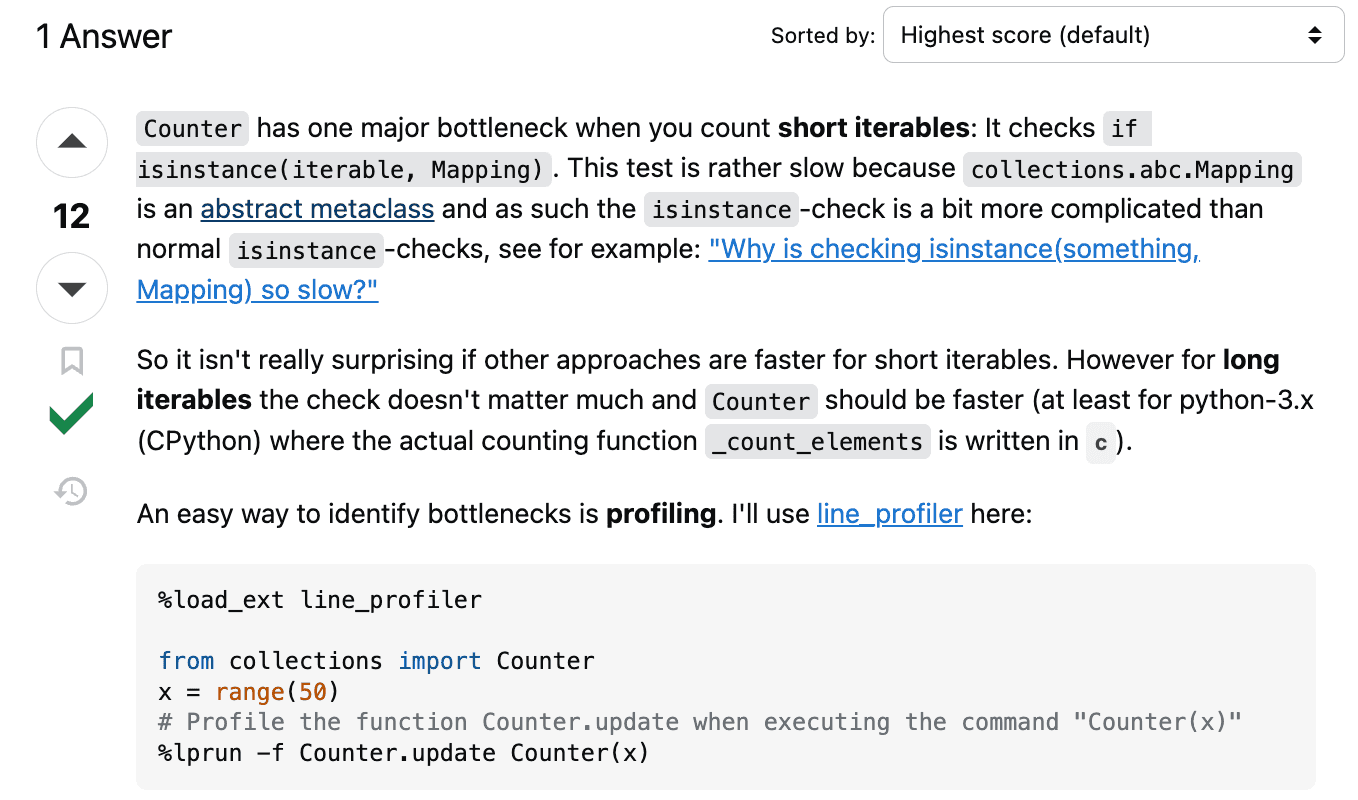 1 Answer
Sorted by:
Highest score (default)
Counter has one major bottleneck when you count short iterables: It checks if
isinstance(iterable, Mapping). This test is rather slow because collections.abc.Mapping
is an abstract metaclass and as such the isinstance-check is a bit more complicated than
normal isinstance-checks, see for example: "Why is checking isinstance(something,
Mapping) so slow?"
12
So it isn't really surprising if other approaches are faster for short iterables. However for long
iterables the check doesn't matter much and Counter should be faster (at least for python-3.x
(CPython) where the actual counting function _count_elements is written in c).
An easy way to identify bottlenecks is profiling. I'll use line_profiler here:
%load_ext line_profiler
from collections import Counter
x = range(50)
# Profile the function Counter.update when executing the command "Counter(x)"
%lprun -f Counter.update Counter(x)